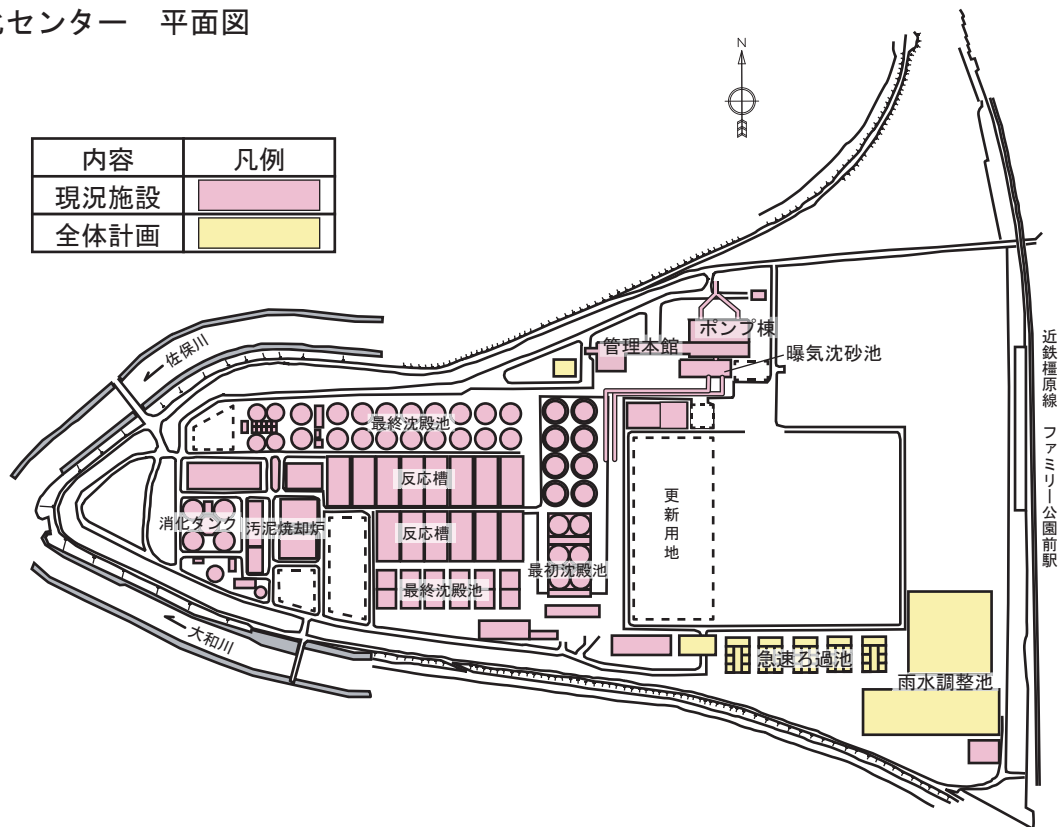 センター 平面図
N
内容 凡例
現況施設
全体計画
ポンプ棟
管理本館
曝気沈砂池
佐保川
最終沈殿池
反応槽
更新用地
消化タンク
汚泥焼却炉
反応槽
最初沈殿池
最終沈殿池
大和川
急速ろ過池
雨水調整池
近鉄橿原線 ファミリー公園前駅